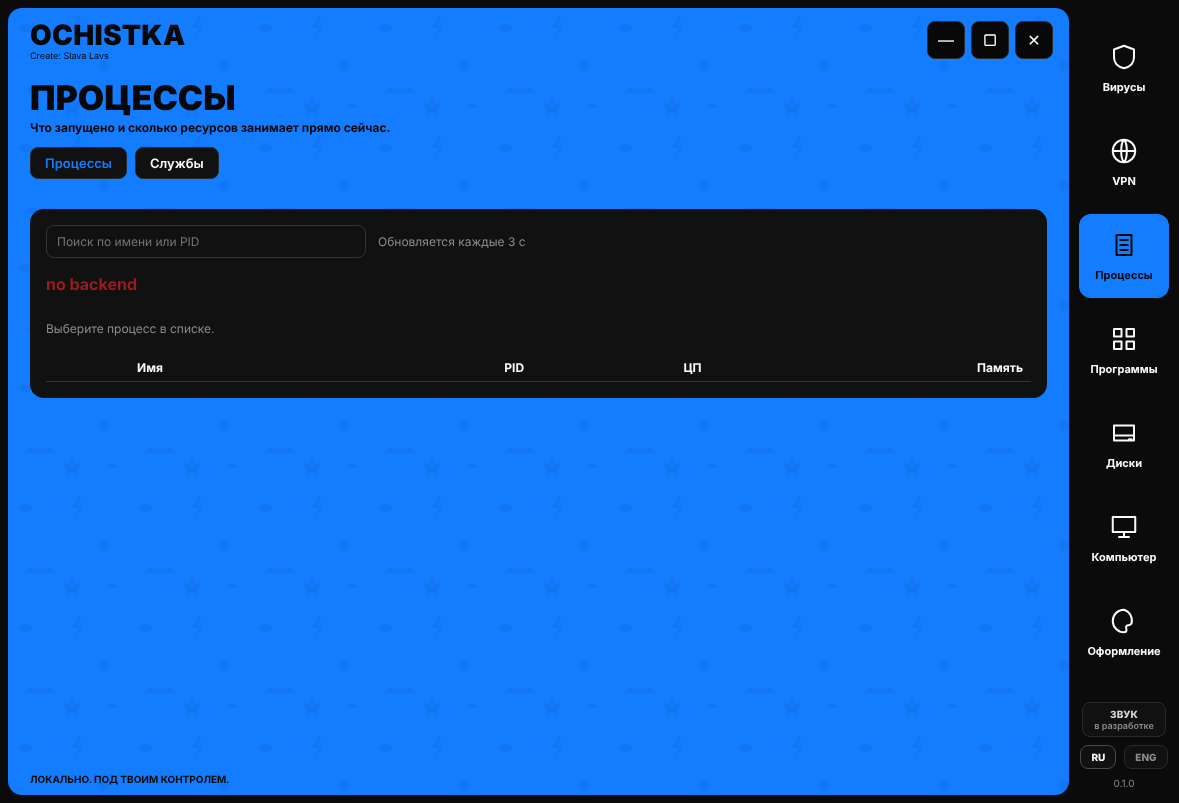 OCHISTKA
Create: Slava Lavs
ПРОЦЕССЫ
Что запущено и сколько ресурсов занимает прямо сейчас.
Процессы Службы
Поиск по имени или PID Обновляется каждые 3 с
no backend
Выберите процесс в списке.
Имя PID ЦП Память
ЛОКАЛЬНО. ПОД ТВОИМ КОНТРОЛЕМ.
Вирусы
VPN
Процессы
Программы
Диски
Компьютер
Оформление
ЗВУК
в разработке
RU ENG
0.1.0